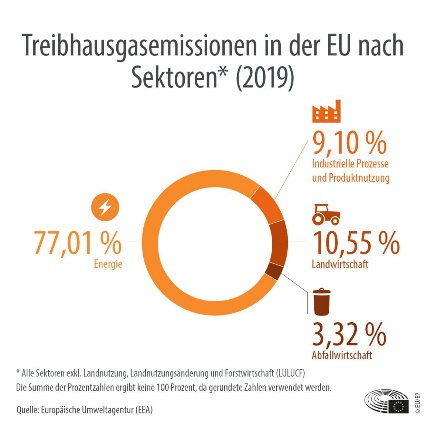 Treibhausgasemissionen in der EU nach
Sektoren* (2019)
9,10 %
Industrielle Prozesse
und Produktnutzung
77,01 %
Energie
10,55 %
Landwirtschaft
3,32 %
Abfallwirtschaft
* Alle Sektoren exkl. Landnutzung, Landnutzungsänderung und Forstwirtschaft (LULUCF)
Die Summe der Prozentzahlen ergibt keine 100 Prozent, da gerundete Zahlen verwendet werden.
Quelle: Europäische Umweltagentur (EEA)
© EU/EP